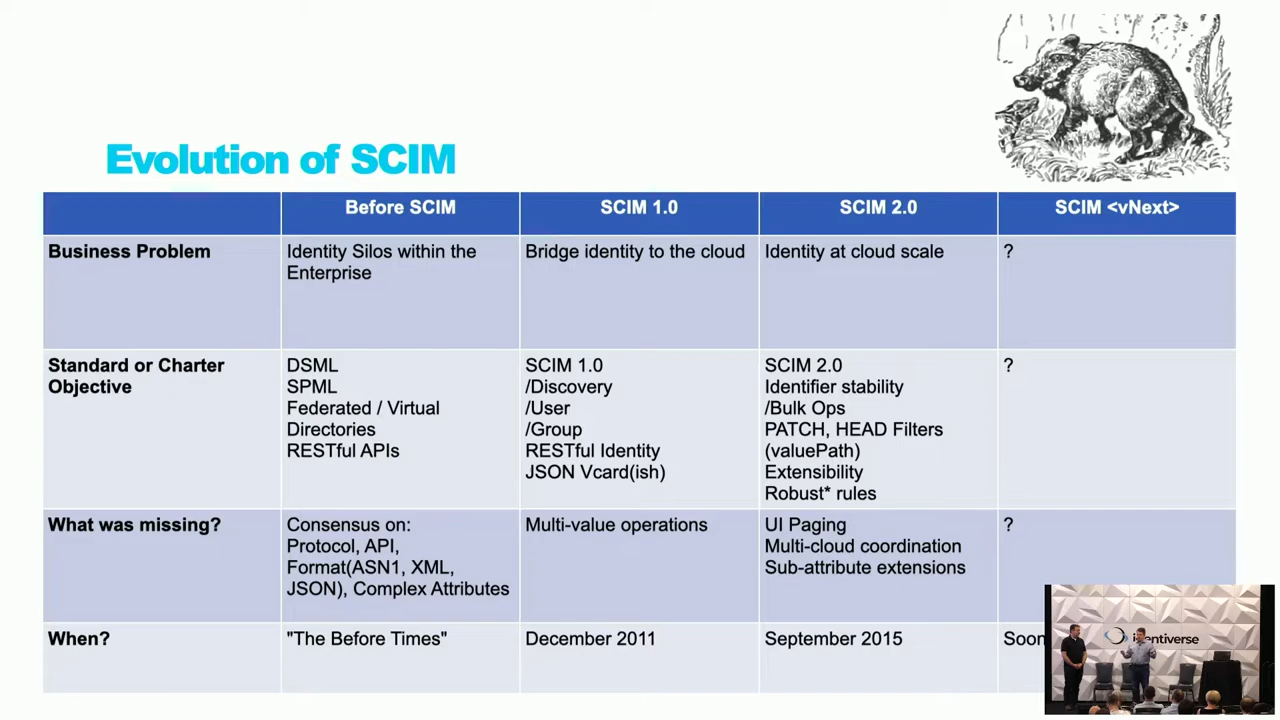 Evolution of SCIM
Before SCIM
SCIM 1.0
SCIM 2.0
SCIM <vNext>
Business Problem
Identity Silos within the
Enterprise
Bridge identity to the cloud
Identity at cloud scale
?
Standard or Charter
Objective
DSML
SPML
Federated / Virtual
Directories
RESTful APIs
SCIM 1.0
/Discovery
/User
/Group
RESTful Identity
JSON Vcard(ish)
SCIM 2.0
Identifier stability
/Bulk Ops
PATCH, HEAD Filters
(valuePath)
Extensibility
Robust* rules
?
What was missing?
Consensus on:
Protocol, API,
Format(ASN1, XML,
JSON), Complex Attributes
Multi-value operations
UI Paging
Multi-cloud coordination
Sub-attribute extensions
?
When?
"The Before Times"
December 2011
September 2015
Soon
identiverse